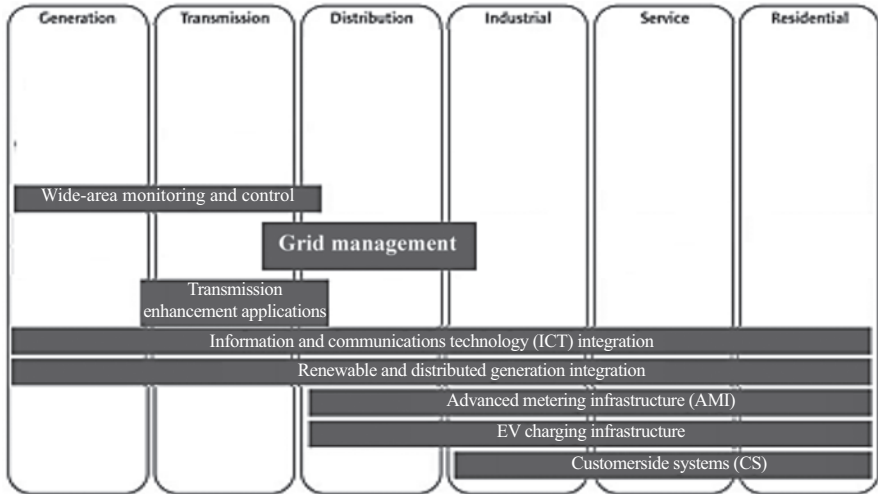 Generation Transmission Distribution Industrial Service Residential
Wide-area monitoring and control
Grid management
Transmission
enhancement applications
Information and communications technology (ICT) integration
Renewable and distributed generation integration
Advanced metering infrastructure (AMI)
EV charging infrastructure
Customerside systems (CS)